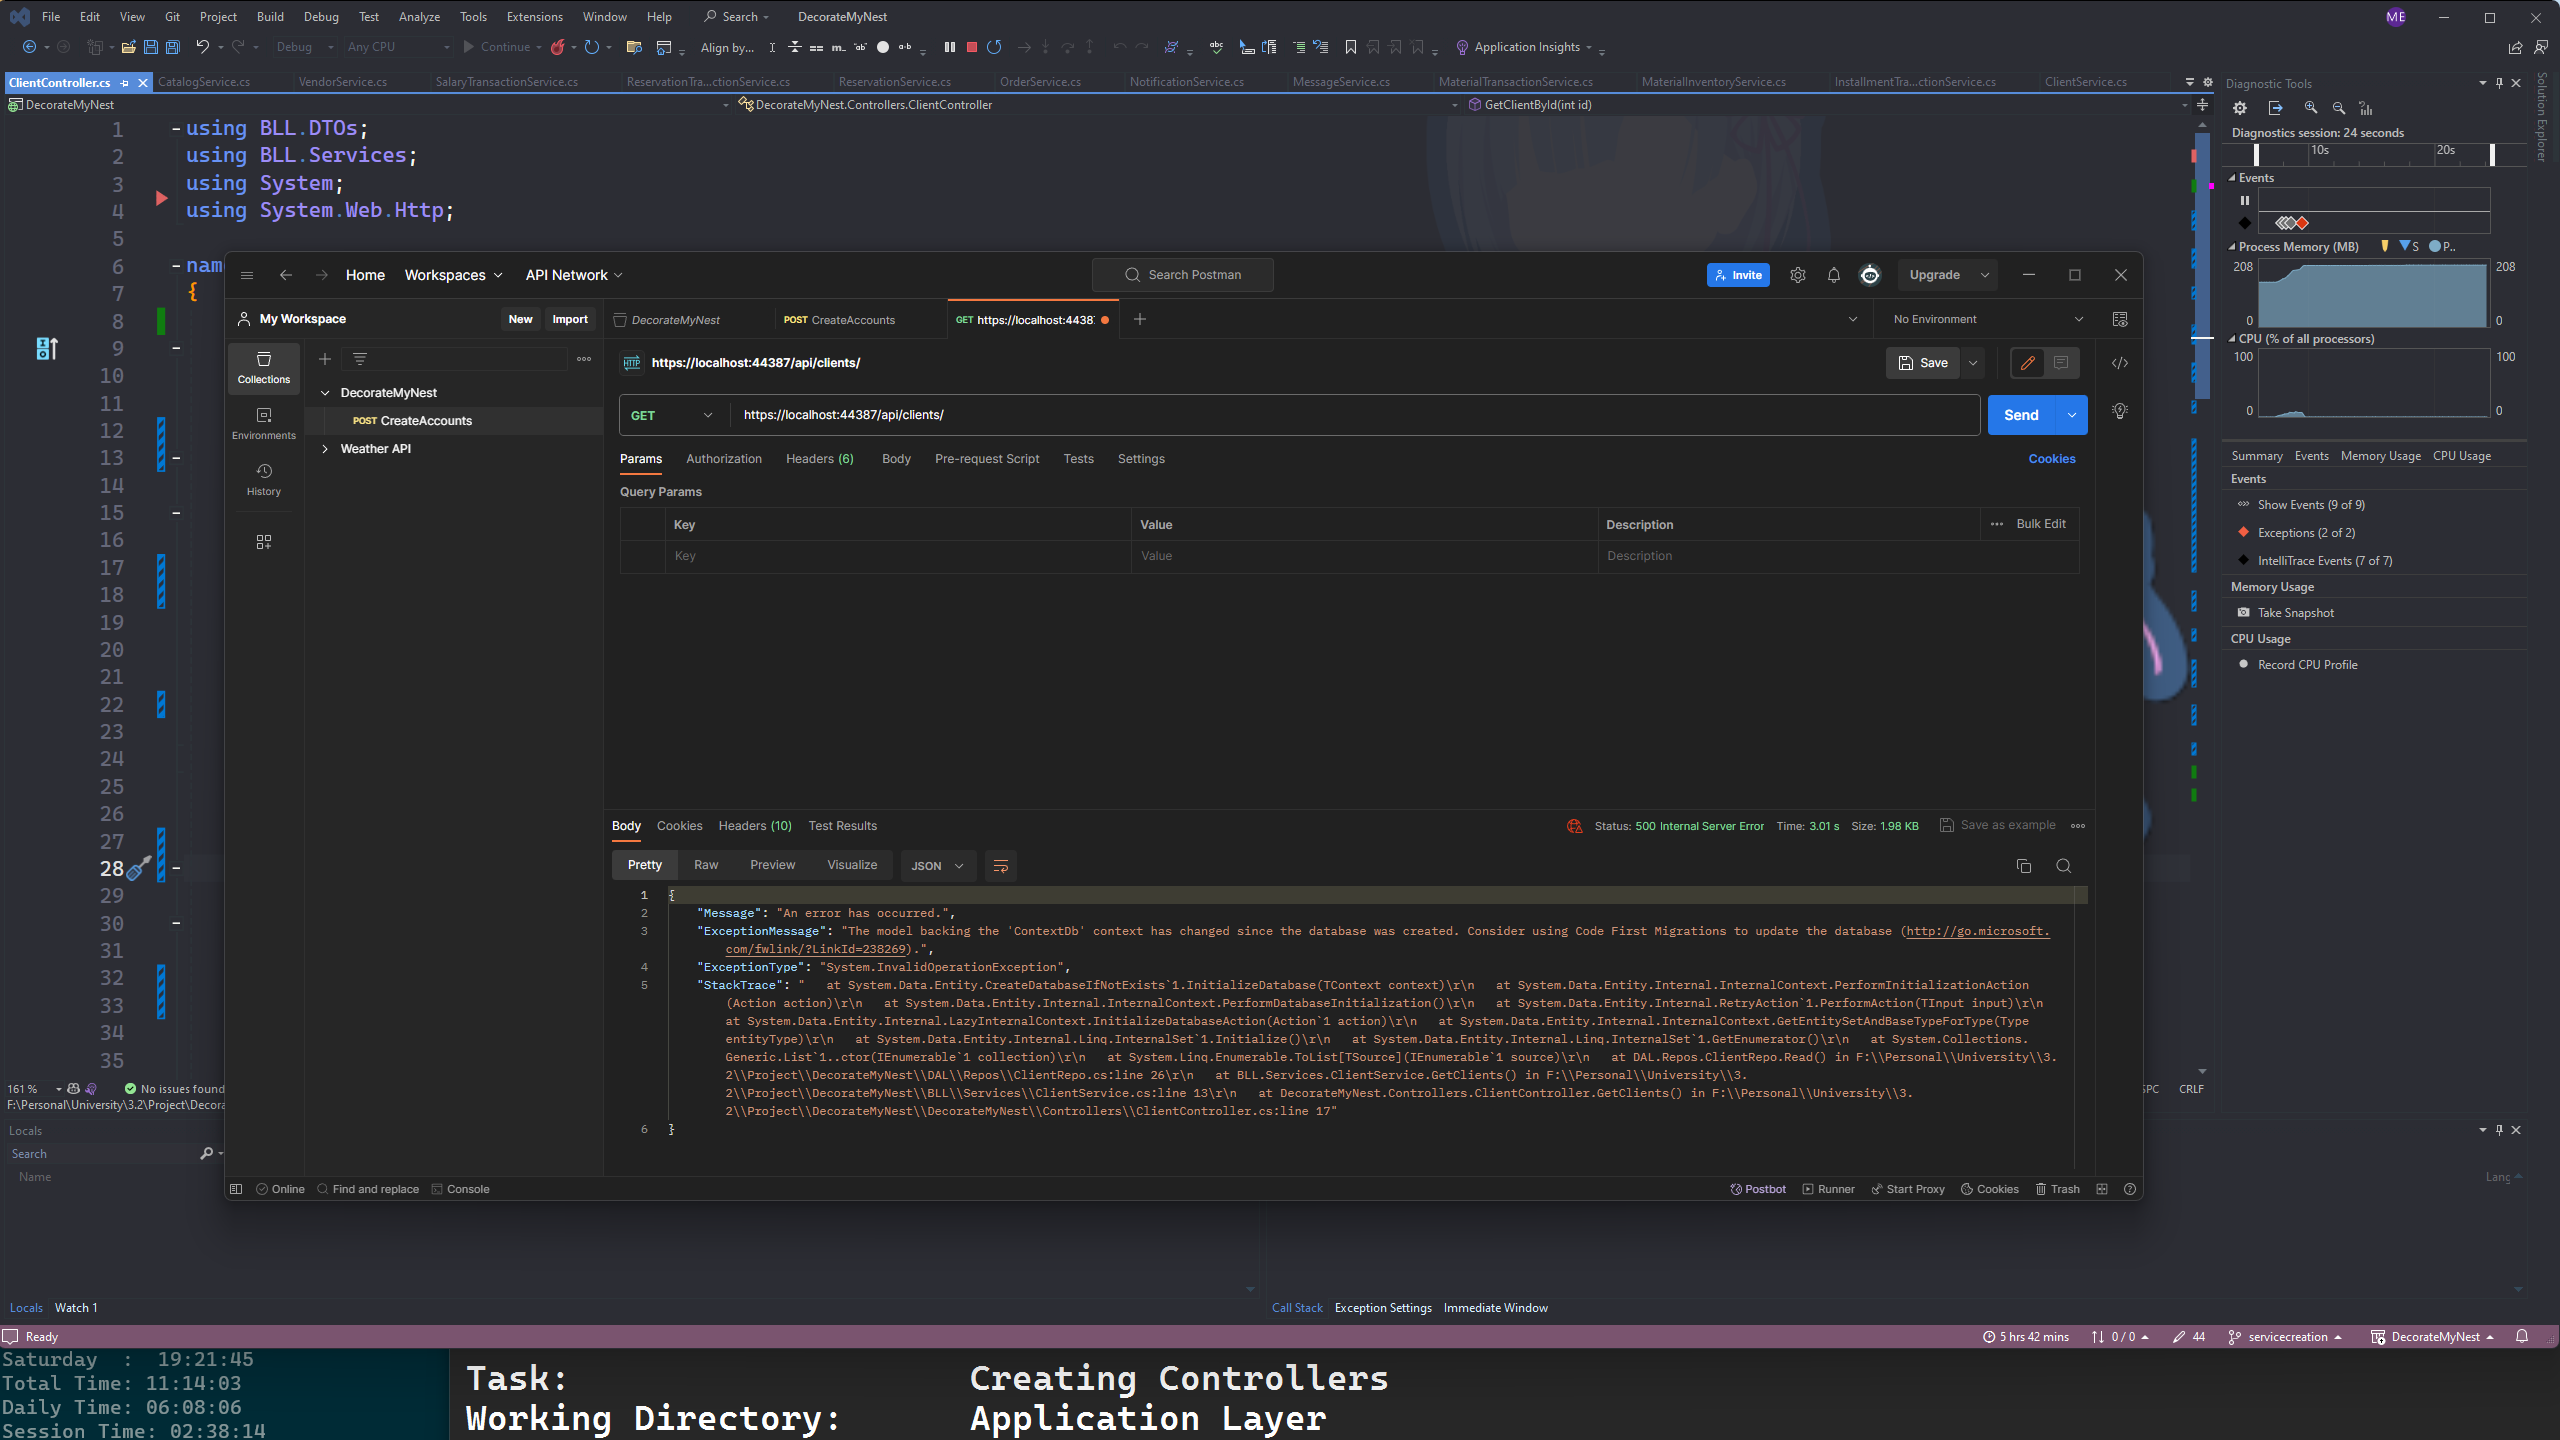 File Edit View Git Project Build Debug Test Analyze Tools Extensions Window Help Search DecorateMyNest ME
Debug Any CPU Continue Align by... Application Insights
ClientController.cs CatalogService.cs VendorService.cs SalaryTransactionService.cs ReservationTra...ctionService.cs ReservationService.cs OrderService.cs NotificationService.cs MessageService.cs MaterialTransactionService.cs MaterialInventoryService.cs InstallmentTra...ctionService.cs ClientService.cs
DecorateMyNest DecorateMyNest.Controllers.ClientController GetClientById(int id)
1 using BLL.DTOs;
2 using BLL.Services;
3 using System;
4 using System.Web.Http;
5
6 nam
7 {
8
9
10
11
12
13
14
15
16
17
18
19
20
21
22
23
24
25
26
27
28
29
30
31
32
33
34
35
161 % No issues found
F:\Personal\University\3.2\Project\Decora
SPC CRLF
Home Workspaces API Network Search Postman Invite Upgrade
My Workspace New Import DecorateMyNest POST CreateAccounts GET https://localhost:4438 No Environment
Collections
Environments
History
DecorateMyNest
POST CreateAccounts
Weather API
HTTP https://localhost:44387/api/clients/ Save
GET https://localhost:44387/api/clients/ Send
Params Authorization Headers (6) Body Pre-request Script Tests Settings Cookies
Query Params
Key Value Description Bulk Edit
Key Value Description
Body Cookies Headers (10) Test Results Status: 500 Internal Server Error Time: 3.01 s Size: 1.98 KB Save as example
Pretty Raw Preview Visualize JSON
1 {
2 "Message": "An error has occurred.",
3 "ExceptionMessage": "The model backing the 'ContextDb' context has changed since the database was created. Consider using Code First Migrations to update the database (http://go.microsoft.
com/fwlink/?LinkId=238269).",
4 "ExceptionType": "System.InvalidOperationException",
5 "StackTrace": " at System.Data.Entity.CreateDatabaseIfNotExists`1.InitializeDatabase(TContext context)\r\n at System.Data.Entity.Internal.InternalContext.PerformInitializationAction
(Action action)\r\n at System.Data.Entity.Internal.InternalContext.PerformDatabaseInitialization()\r\n at System.Data.Entity.Internal.RetryAction`1.PerformAction(TInput input)\r\n
at System.Data.Entity.Internal.LazyInternalContext.InitializeDatabaseAction(Action`1 action)\r\n at System.Data.Entity.Internal.InternalContext.GetEntitySetAndBaseTypeForType(Type
entityType)\r\n at System.Data.Entity.Internal.Linq.InternalSet`1.Initialize()\r\n at System.Data.Entity.Internal.Linq.InternalSet`1.GetEnumerator()\r\n at System.Collections.
Generic.List`1..ctor(IEnumerable`1 collection)\r\n at System.Linq.Enumerable.ToList[TSource](IEnumerable`1 source)\r\n at DAL.Repos.ClientRepo.Read() in F:\\Personal\\University\\3.
2\\Project\\DecorateMyNest\\DAL\\Repos\\ClientRepo.cs:line 26\r\n at BLL.Services.ClientService.GetClients() in F:\\Personal\\University\\3.
2\\Project\\DecorateMyNest\\BLL\\Services\\ClientService.cs:line 13\r\n at DecorateMyNest.Controllers.ClientController.GetClients() in F:\\Personal\\University\\3.
2\\Project\\DecorateMyNest\\DecorateMyNest\\Controllers\\ClientController.cs:line 17"
6 }
Online Find and replace Console Postbot Runner Start Proxy Cookies Trash
Diagnostic Tools
Solution Explorer
Diagnostics session: 24 seconds
10s 20s
Events
Process Memory (MB) S P..
208 208
0 0
CPU (% of all processors)
100 100
0 0
Summary Events Memory Usage CPU Usage
Events
Show Events (9 of 9)
Exceptions (2 of 2)
IntelliTrace Events (7 of 7)
Memory Usage
Take Snapshot
CPU Usage
Record CPU Profile
Locals
Search
Name
Lang
Locals Watch 1 Call Stack Exception Settings Immediate Window
Ready 5 hrs 42 mins 0 / 0 44 servicecreation DecorateMyNest
Saturday : 19:21:45
Total Time: 11:14:03
Daily Time: 06:08:06
Session Time: 02:38:14
Task: Creating Controllers
Working Directory: Application Layer